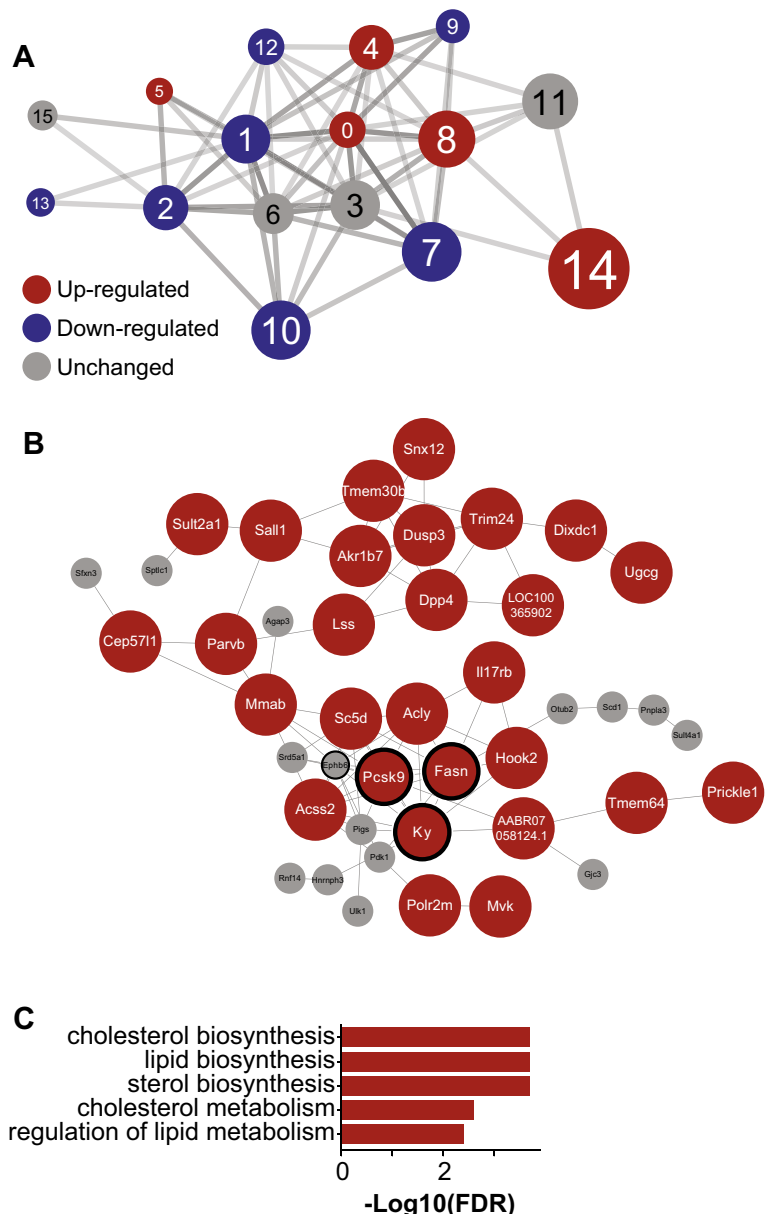 A
9
12
4
5
11
15
0
1
8
13
2
6
3
7
14
10
Up-regulated
Down-regulated
Unchanged
B
Snx12
Tmem30b
Sult2a1
Sall1
Trim24
Dusp3
Dixdc1
Akr1b7
Sptlc1
Sfxn3
Ugcg
Dpp4
LOC100
365902
Agap3
Lss
Cep57l1
Parvb
Il17rb
Mmab
Sc5d
Acly
Otub2
Scd1
Pnpla3
Sult4a1
Srd5a1
Ephb6
Pcsk9
Fasn
Hook2
Acss2
Tmem64
Prickle1
Pigs
Ky
AABR07
058124.1
Pdk1
Rnf14
Hnrnph3
Gjc3
Ulk1
Polr2m
Mvk
C
cholesterol biosynthesis
lipid biosynthesis
sterol biosynthesis
cholesterol metabolism
regulation of lipid metabolism
0
2
-Log10(FDR)